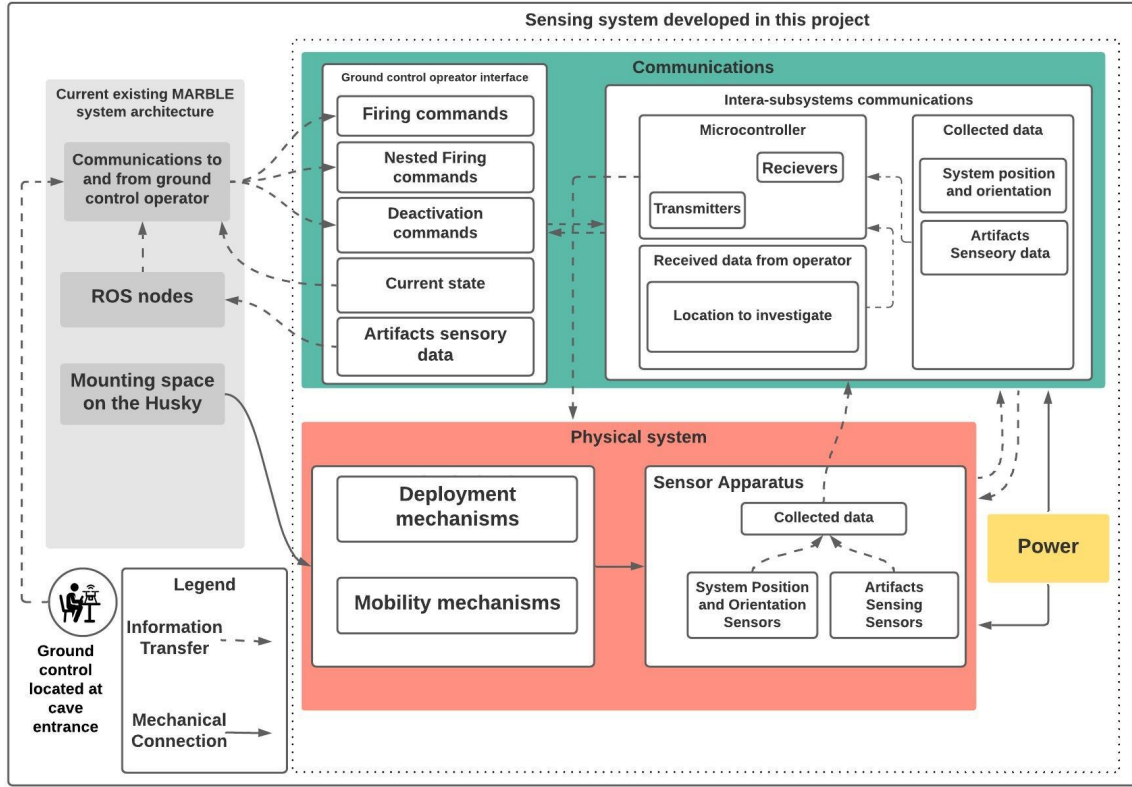 Sensing system developed in this project
Current existing MARBLE
system architecture
Communications to
and from ground
control operator
ROS nodes
Mounting space
on the Husky
Communications
Ground control opreator interface
Firing commands
Nested Firing
commands
Deactivation
commands
Current state
Artifacts sensory
data
Intera-subsystems communications
Microcontroller
Recievers
Transmitters
Received data from operator
Location to investigate
Collected data
System position
and orientation
Artifacts
Senseory data
Physical system
Deployment
mechanisms
Mobility mechanisms
Sensor Apparatus
Collected data
System Position
and Orientation
Sensors
Artifacts
Sensing
Sensors
Power
Ground
control
located at
cave
entrance
Legend
Information
Transfer
Mechanical
Connection